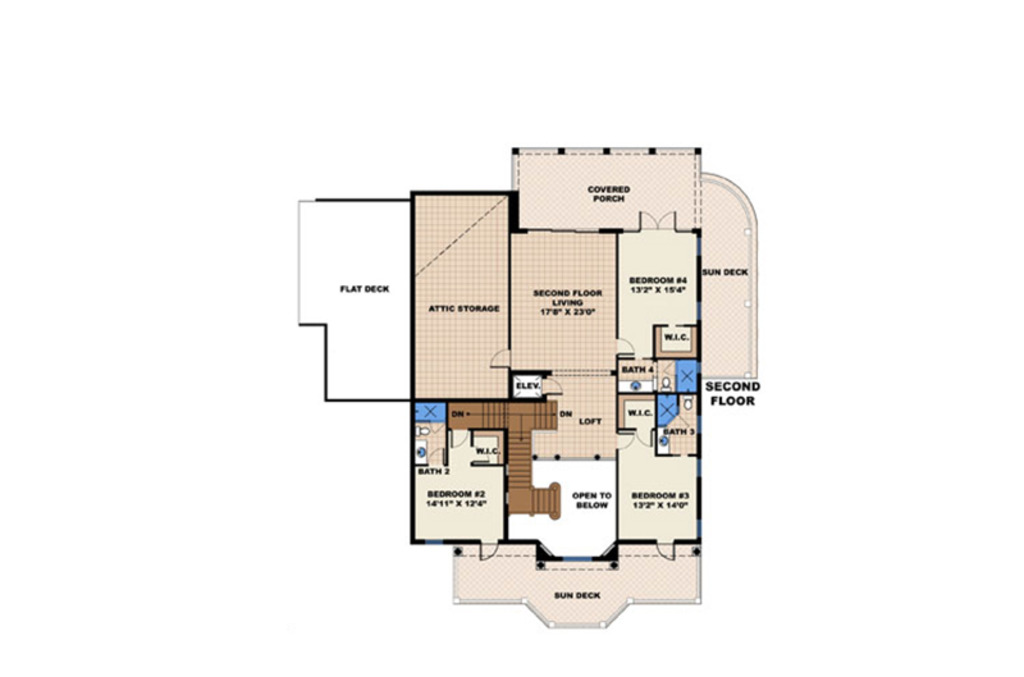 COVERED
PORCH
SUN DECK
BEDROOM #4
13'2" X 15'4"
FLAT DECK
SECOND FLOOR
LIVING
17'8" X 23'0"
ATTIC STORAGE
W.I.C.
BATH 4
ELEV.
SECOND
FLOOR
DN
DN
LOFT
W.I.C.
BATH 3
W.I.C.
BATH 2
BEDROOM #2
14'11" X 12'4"
OPEN TO
BELOW
BEDROOM #3
13'2" X 14'0"
SUN DECK